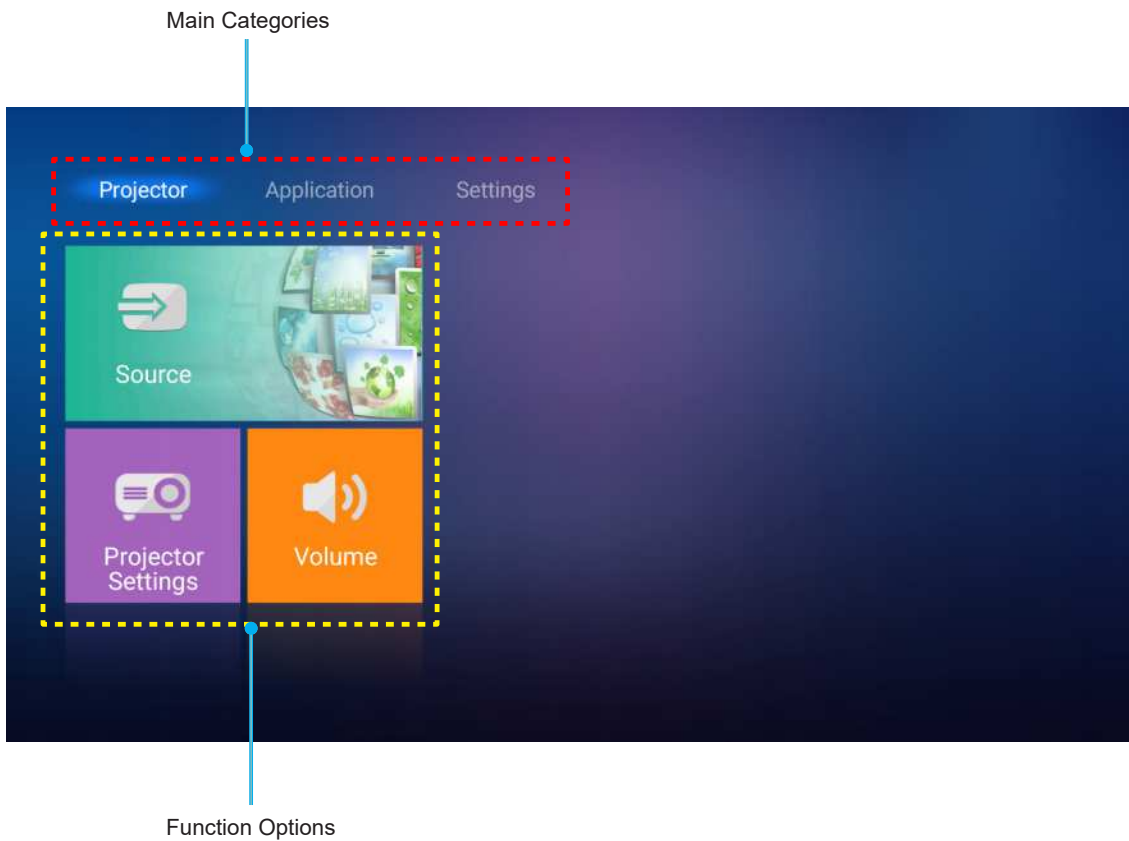 Main Categories
Projector Application Settings
Source
Projector
Settings
Volume
Function Options